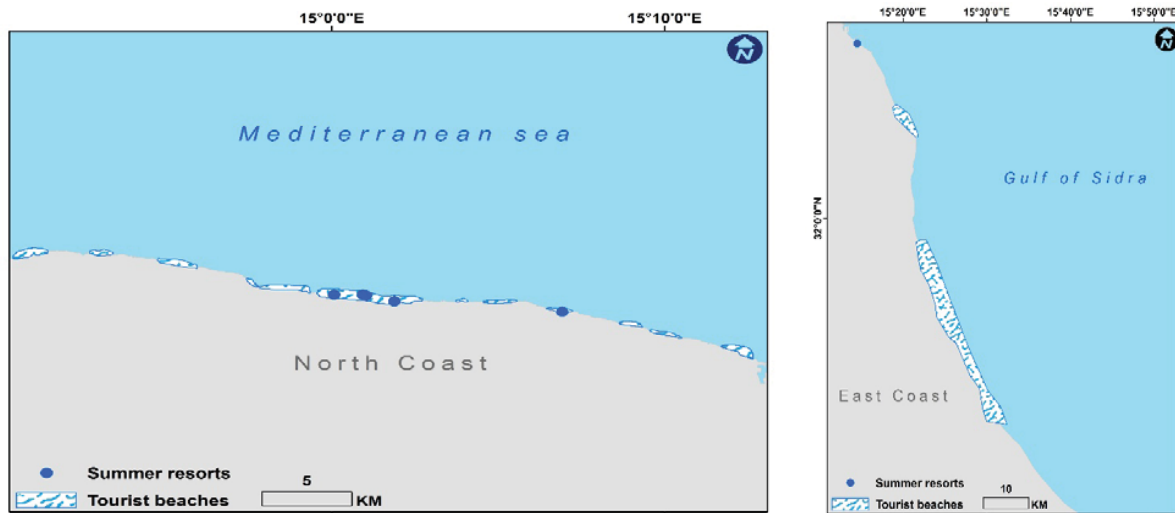 15°0'0"E
15°10'0"E
N
Mediterranean sea
North Coast
Summer resorts
Tourist beaches
5
KM
15°20'0"E
15°30'0"E
15°40'0"E
15°50'0"E
N
32°0'0"N
Gulf of Sidra
East Coast
Summer resorts
Tourist beaches
10
KM